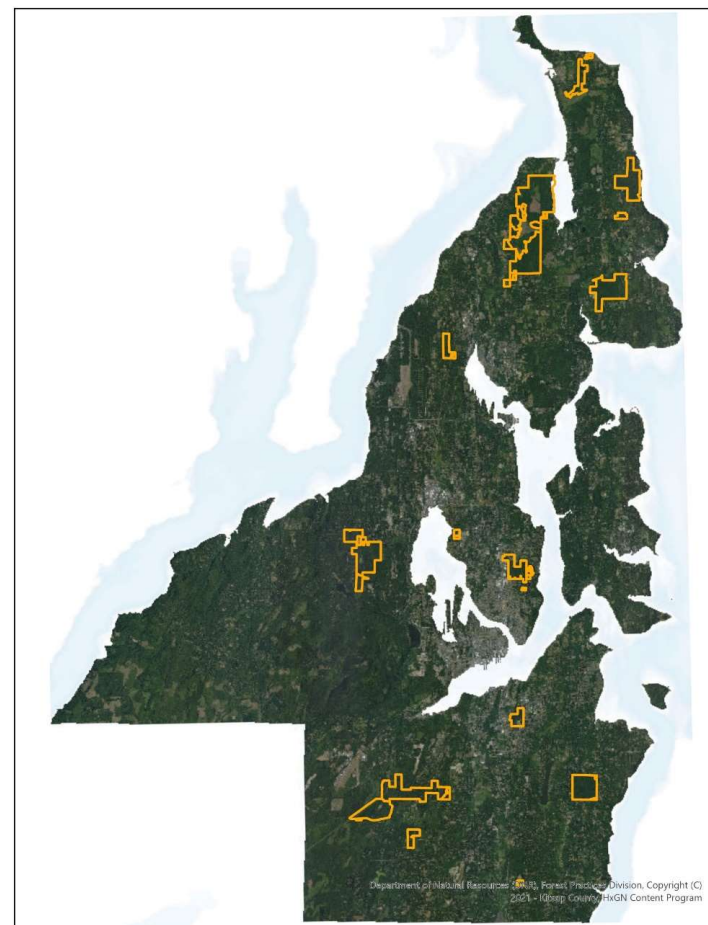 Department of Natural Resources (DNR), Forest Practices Division, Copyright (C)
2021 - Kitsap County, HxGN Content Program